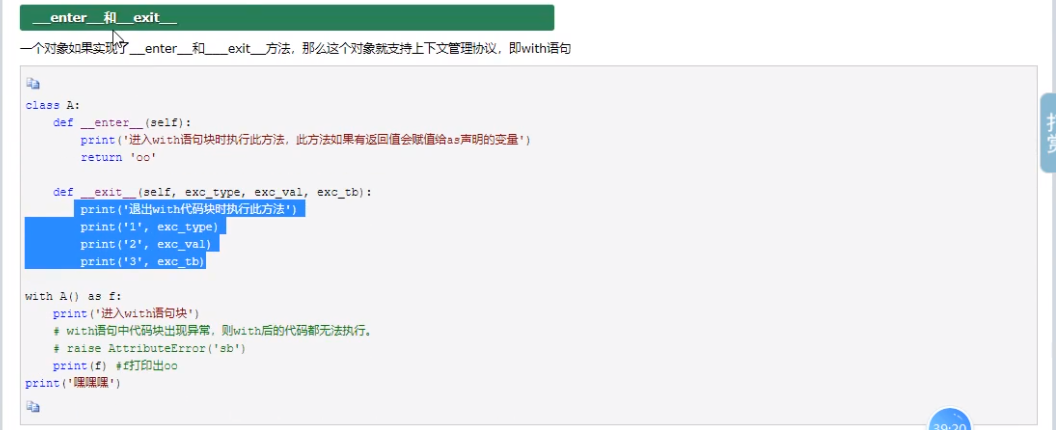 __enter__和__exit__
一个对象如果实现了__enter__和___exit__方法，那么这个对象就支持上下文管理协议，即with语句
class A:
    def __enter__(self):
        print('进入with语句块时执行此方法，此方法如果有返回值会赋值给as声明的变量')
        return 'oo'
    def __exit__(self, exc_type, exc_val, exc_tb):
        print('退出with代码块时执行此方法')
        print('1', exc_type)
        print('2', exc_val)
        print('3', exc_tb)
with A() as f:
    print('进入with语句块')
    # with语句中代码块出现异常，则with后的代码都无法执行。
    # raise AttributeError('sb')
    print(f) #f打印出oo
print('嘿嘿嘿')
39:20